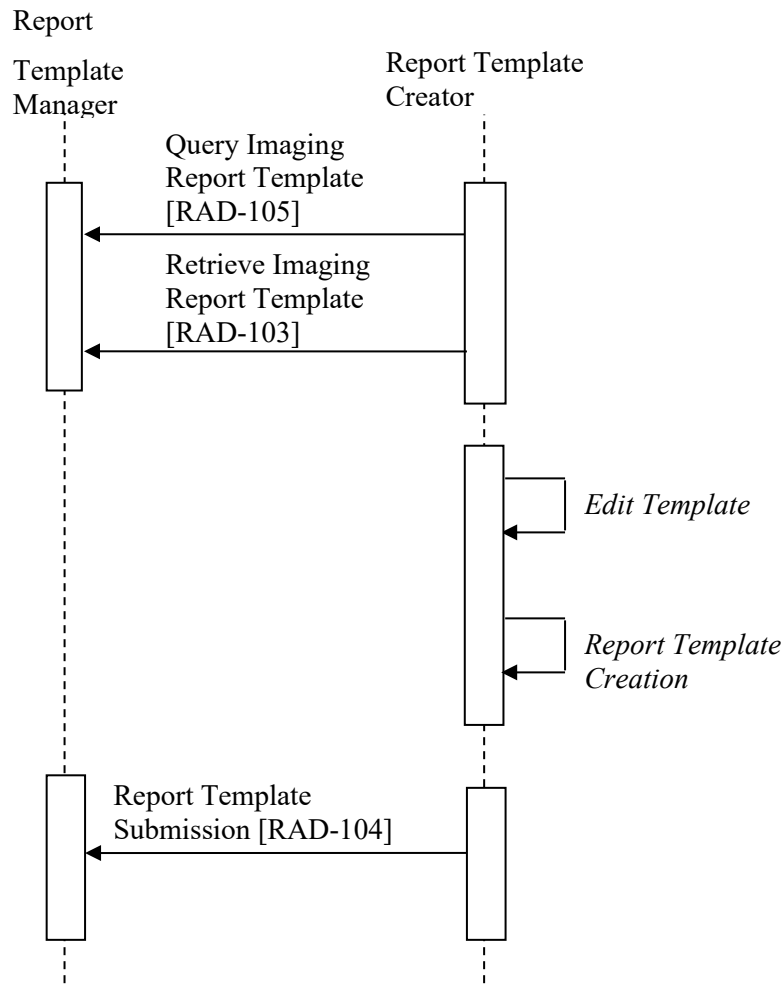 Report
Template
Manager
Report Template
Creator
Query Imaging
Report Template
[RAD-105]
Retrieve Imaging
Report Template
[RAD-103]
Edit Template
Report Template
Creation
Report Template
Submission [RAD-104]